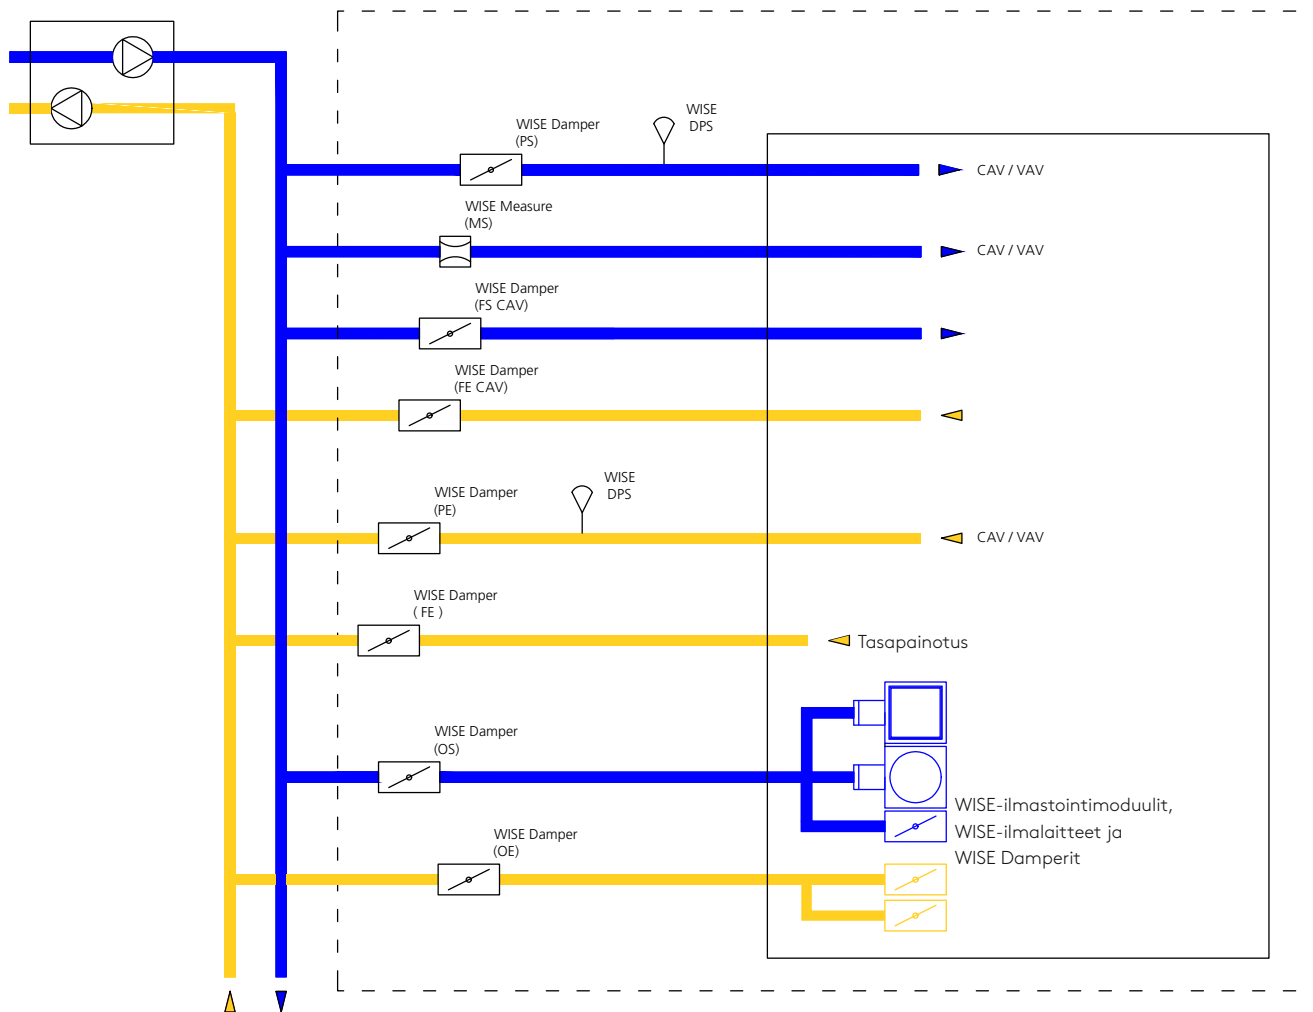 WISE Damper
(PS)
WISE
DPS
CAV / VAV
WISE Measure
(MS)
CAV / VAV
WISE Damper
(FS CAV)
WISE Damper
(FE CAV)
WISE Damper
(PE)
WISE
DPS
CAV / VAV
WISE Damper
( FE )
Tasapainotus
WISE Damper
(OS)
WISE-ilmastointimoduulit,
WISE-ilmalaitteet ja
WISE Damperit
WISE Damper
(OE)